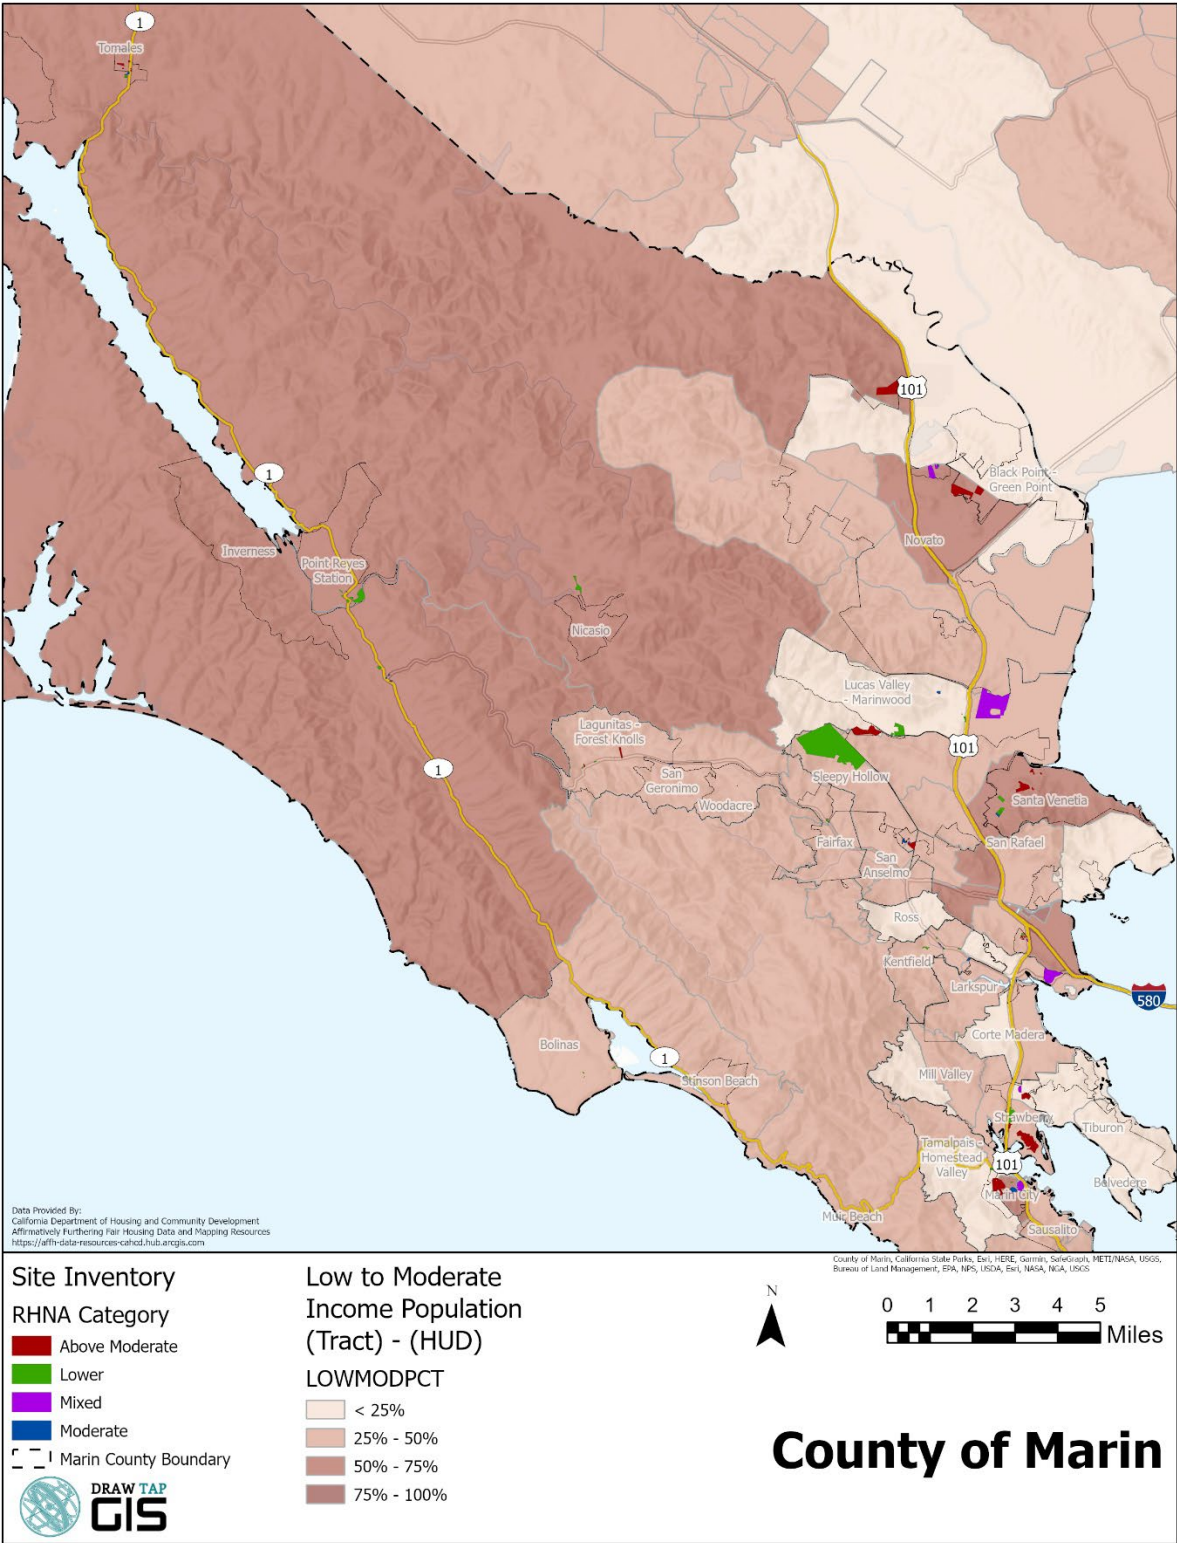 1
Tomales
101
Black Point -
Green Point
1
Inverness
Point Reyes
Station
Novato
Nicasio
Lucas Valley
- Marinwood
Lagunitas -
Forest Knolls
101
1
San
Geronimo
Sleepy Hollow
Woodacre
Santa Venetia
Fairfax
San
Anselmo
San Rafael
Ross
Kentfield
Larkspur
580
Corte Madera
Bolinas
1
Stinson Beach
Mill Valley
Strawberry
Tiburon
Tamalpais -
Homestead
Valley
101
Belvedere
Marin City
Muir Beach
Sausalito
Data Provided By:
California Department of Housing and Community Development
Affirmatively Furthering Fair Housing Data and Mapping Resources
https://affh-data-resources-cahcd.hub.arcgis.com
County of Marin, California State Parks, Esri, HERE, Garmin, SafeGraph, METI/NASA, USGS,
Bureau of Land Management, EPA, NPS, USDA, Esri, NASA, NGA, USGS
Site Inventory
RHNA Category
Above Moderate
Lower
Mixed
Moderate
Marin County Boundary
DRAW TAP
GIS
Low to Moderate
Income Population
(Tract) - (HUD)
LOWMODPCT
< 25%
25% - 50%
50% - 75%
75% - 100%
N
0 1 2 3 4 5
Miles
County of Marin